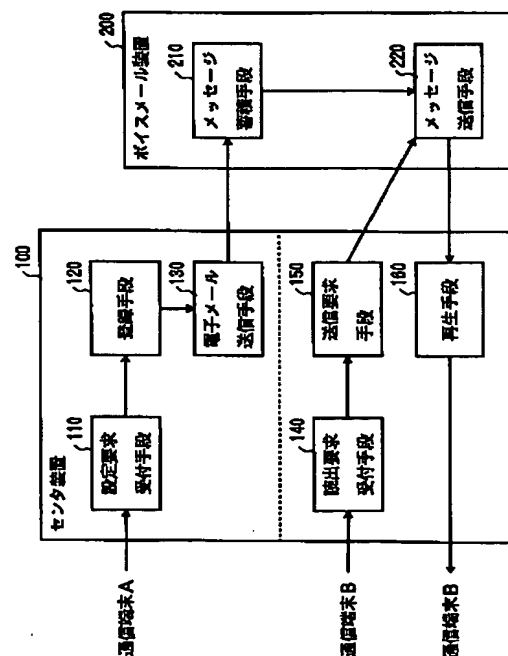 200
ボイスメール装置
210
メッセージ
蓄積手段
220
メッセージ
送信手段
100
センタ装置
110
設定要求
受付手段
120
登録手段
130
電子メール
送信手段
140
読出要求
受付手段
150
送信要求
手段
160
再生手段
通信端末A
通信端末B
通信端末B